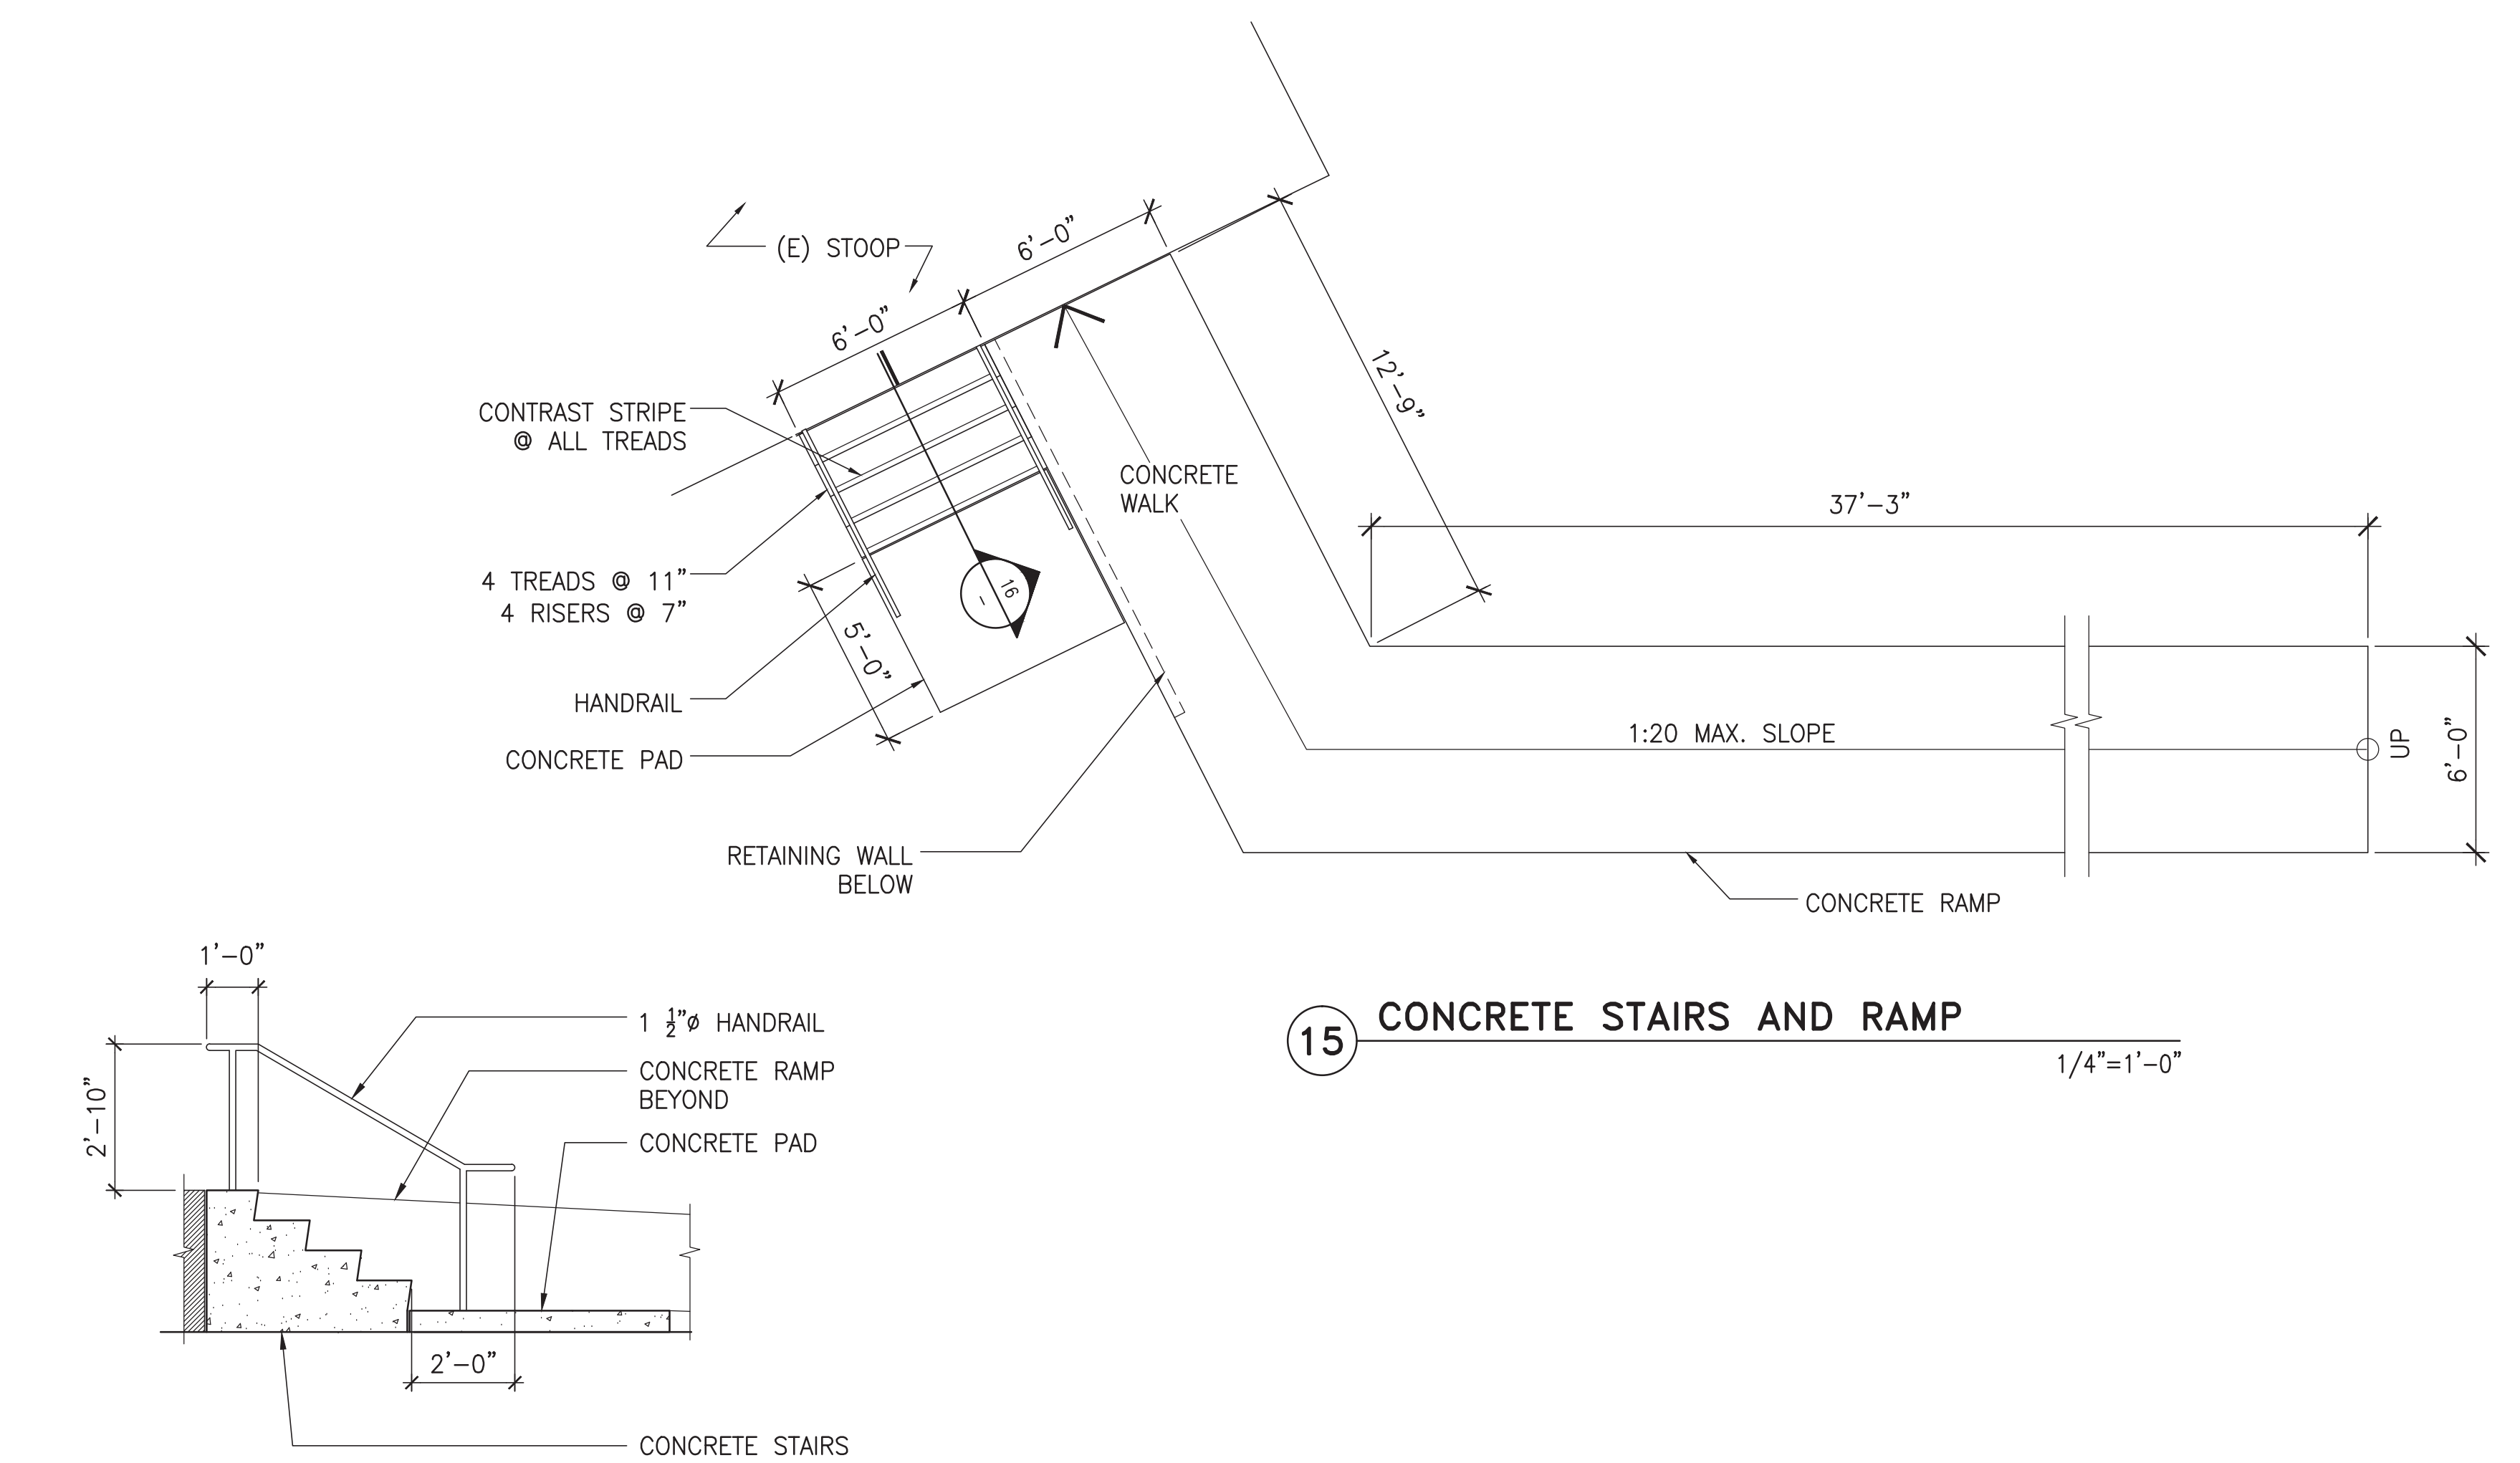 (E) STOOP
6'-0"
6'-0"
12'-9"
CONTRAST STRIPE
@ ALL TREADS
CONCRETE
WALK
37'-3"
4 TREADS @ 11"
4 RISERS @ 7"
16
-
5'-0"
HANDRAIL
CONCRETE PAD
1:20 MAX. SLOPE
UP
6'-0"
RETAINING WALL
BELOW
CONCRETE RAMP
1'-0"
1 1/2"ø HANDRAIL
CONCRETE RAMP
BEYOND
CONCRETE PAD
2'-10"
2'-0"
CONCRETE STAIRS
15 CONCRETE STAIRS AND RAMP
1/4"=1'-0"